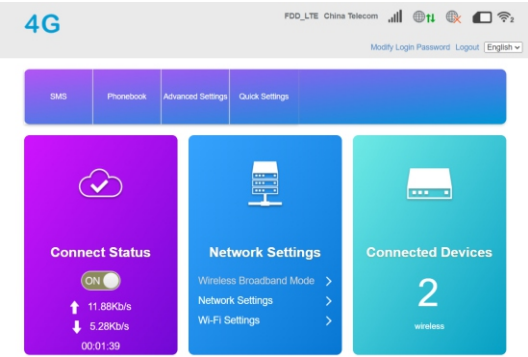 4G
FDD_LTE China Telecom
2
Modify Login Password Logout English
SMS Phonebook Advanced Settings Quick Settings
Connect Status
ON
11.88Kb/s
5.28Kb/s
00:01:39
Network Settings
Wireless Broadband Mode
Network Settings
Wi-Fi Settings
Connected Devices
2
wireless